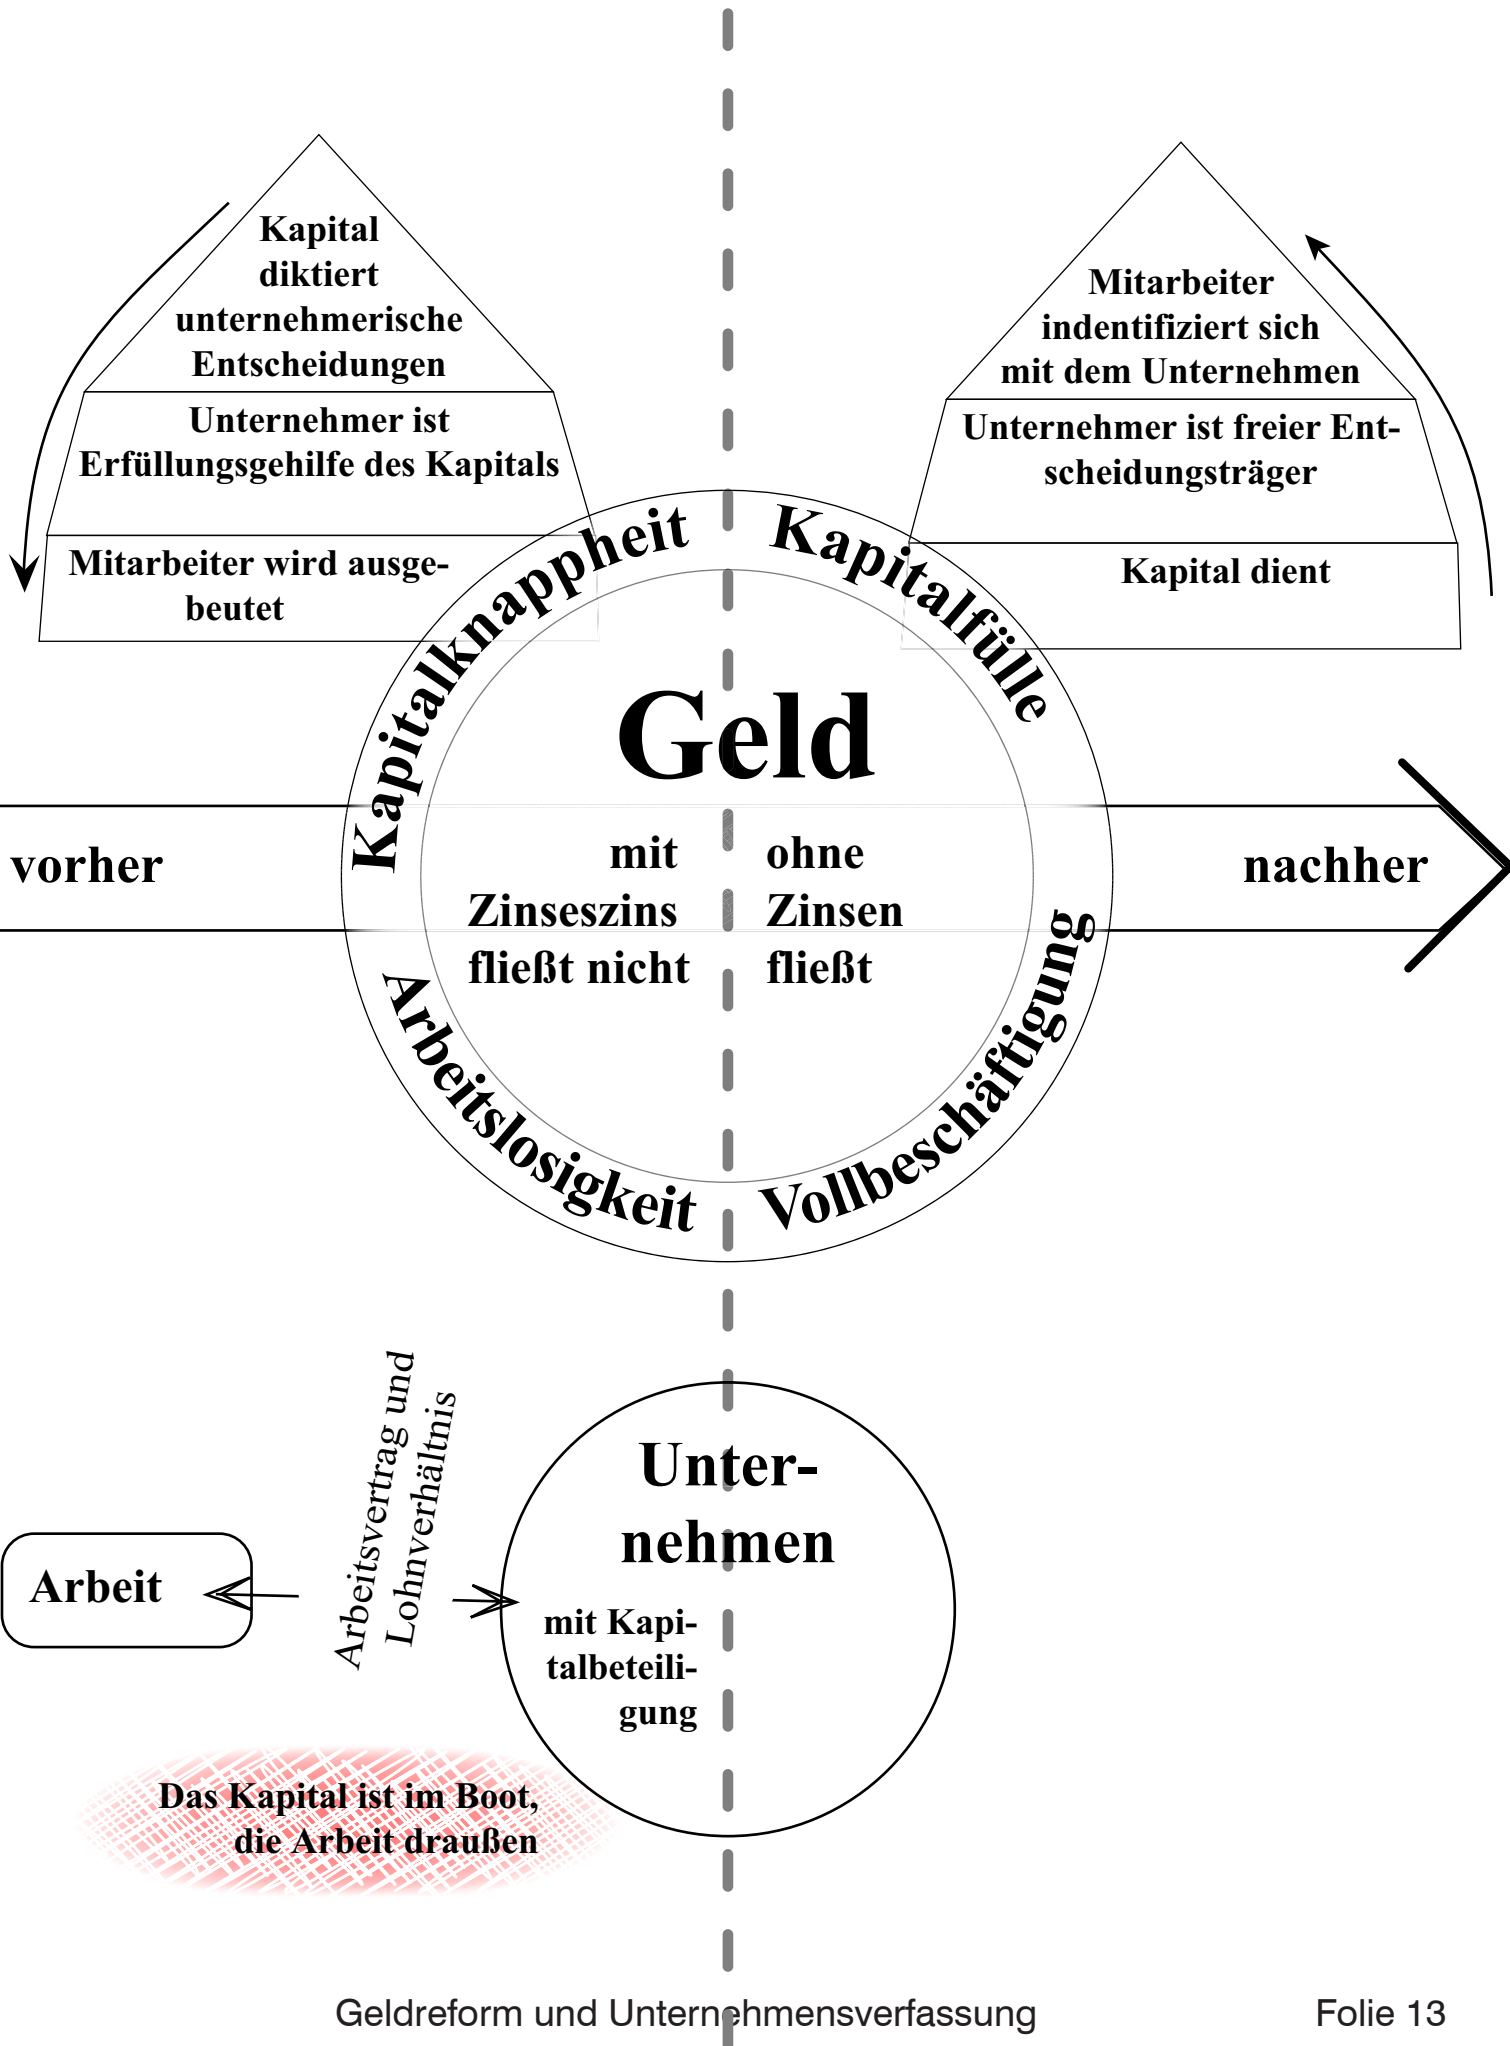 Kapital
diktiert
unternehmerische
Entscheidungen
Unternehmer ist
Erfüllungsgehilfe des Kapitals
Mitarbeiter wird ausge-
beutet
Mitarbeiter
indentifiziert sich
mit dem Unternehmen
Unternehmer ist freier Ent-
scheidungsträger
Kapital dient
Kapitalknappheit
Kapitalfülle
Geld
vorher
mit
Zinseszins
fließt nicht
ohne
Zinsen
fließt
nachher
Arbeitslosigkeit
Vollbeschäftigung
Arbeitsvertrag und
Lohnverhältnis
Arbeit
Unter-
nehmen
mit Kapi-
talbeteili-
gung
Das Kapital ist im Boot,
die Arbeit draußen
Geldreform und Unternehmensverfassung
Folie 13